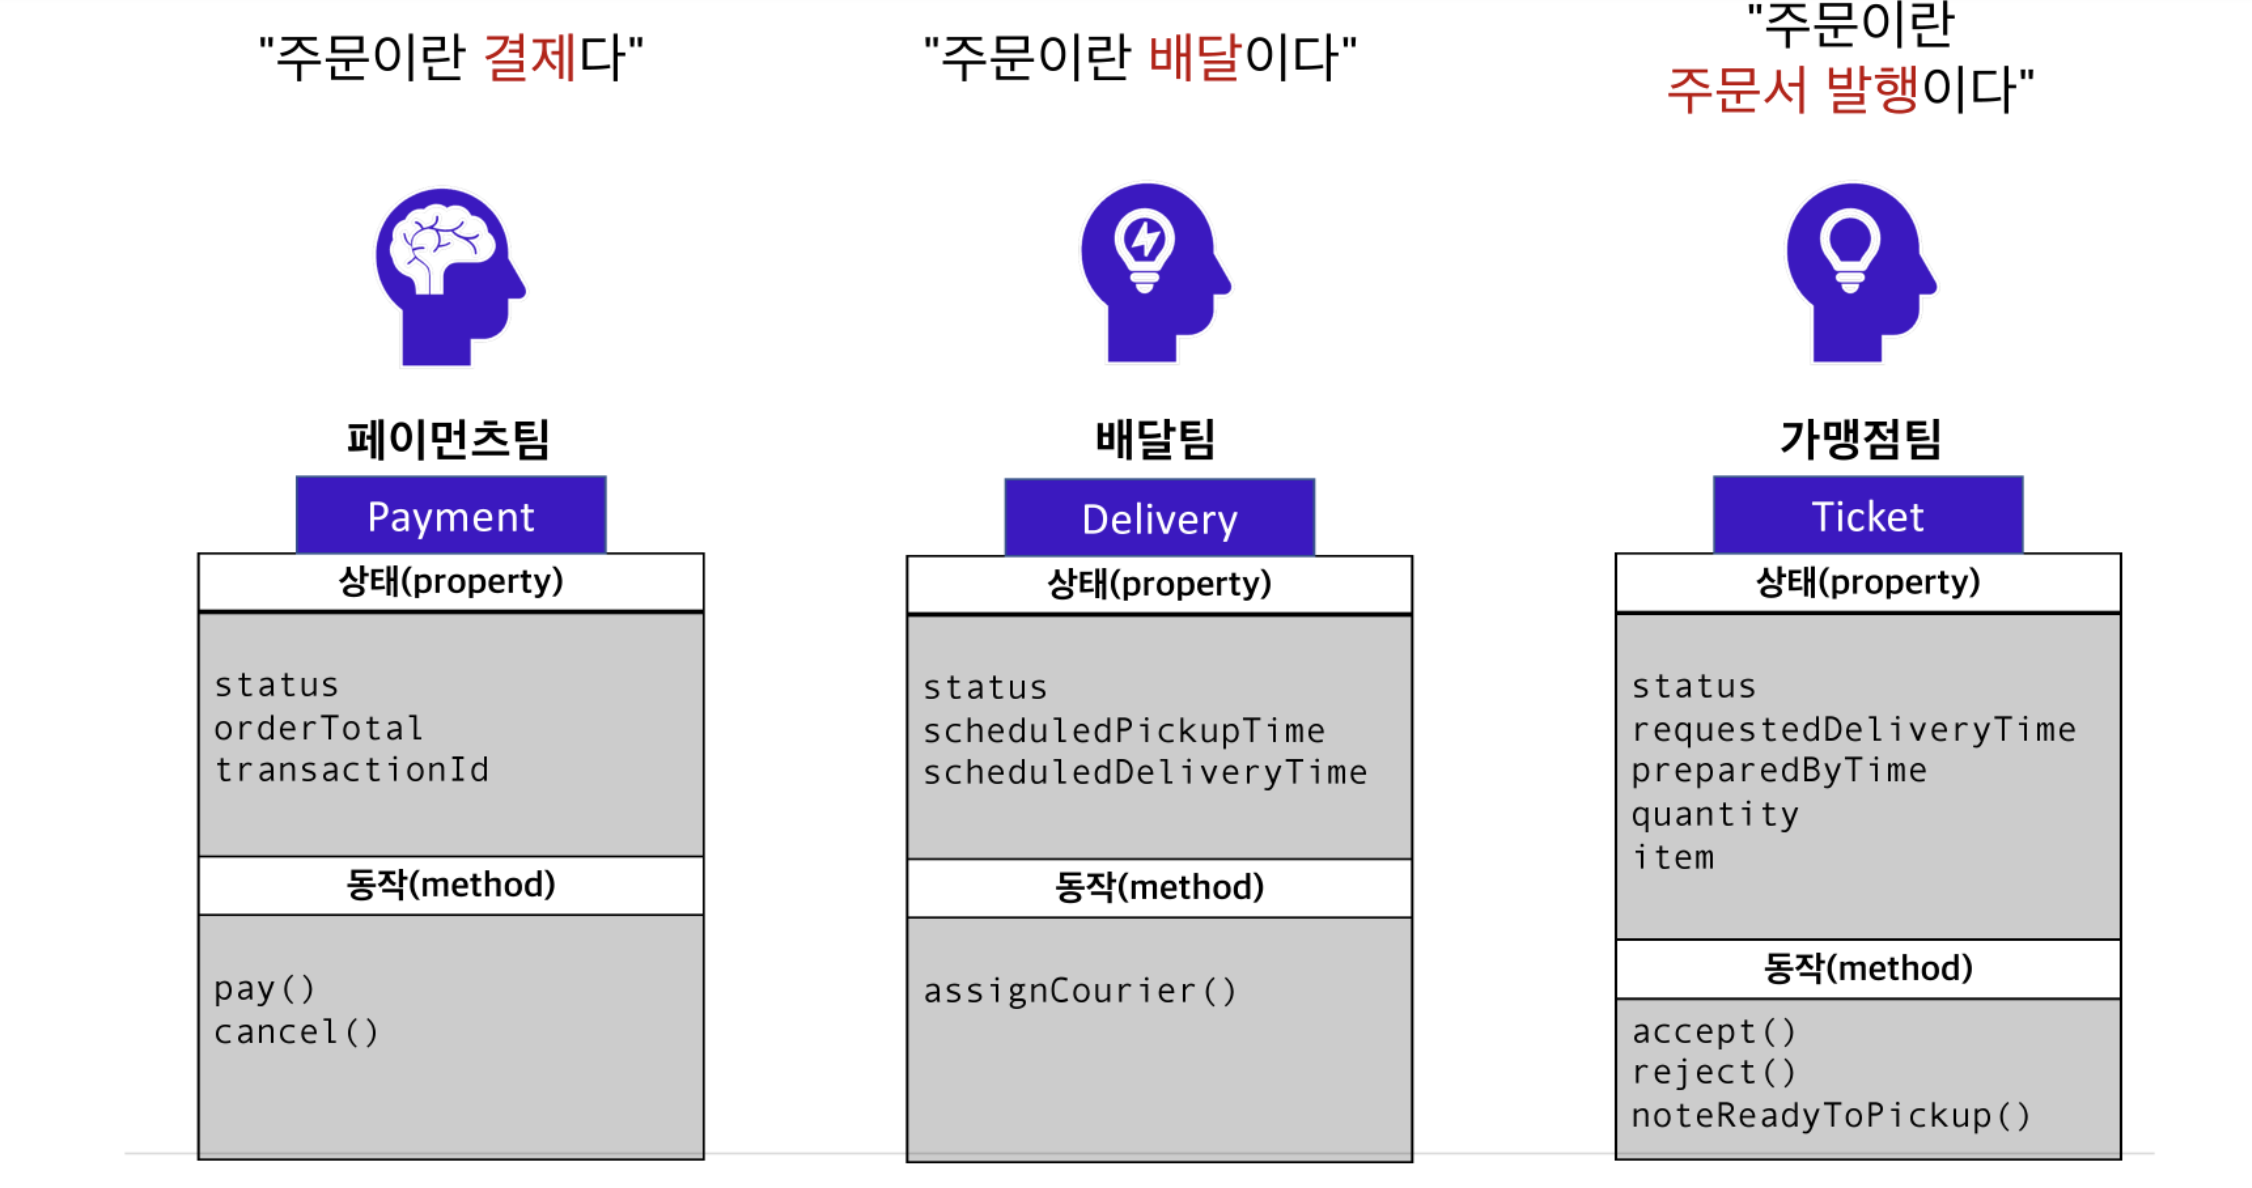 "주문이란 결제다"
페이먼츠팀
Payment
상태(property)
status
orderTotal
transactionId
동작(method)
pay()
cancel()
"주문이란 배달이다"
배달팀
Delivery
상태(property)
status
scheduledPickupTime
scheduledDeliveryTime
동작(method)
assignCourier()
"주문이란
주문서 발행이다"
가맹점팀
Ticket
상태(property)
status
requestedDeliveryTime
preparedByTime
quantity
item
동작(method)
accept()
reject()
noteReadyToPickup()